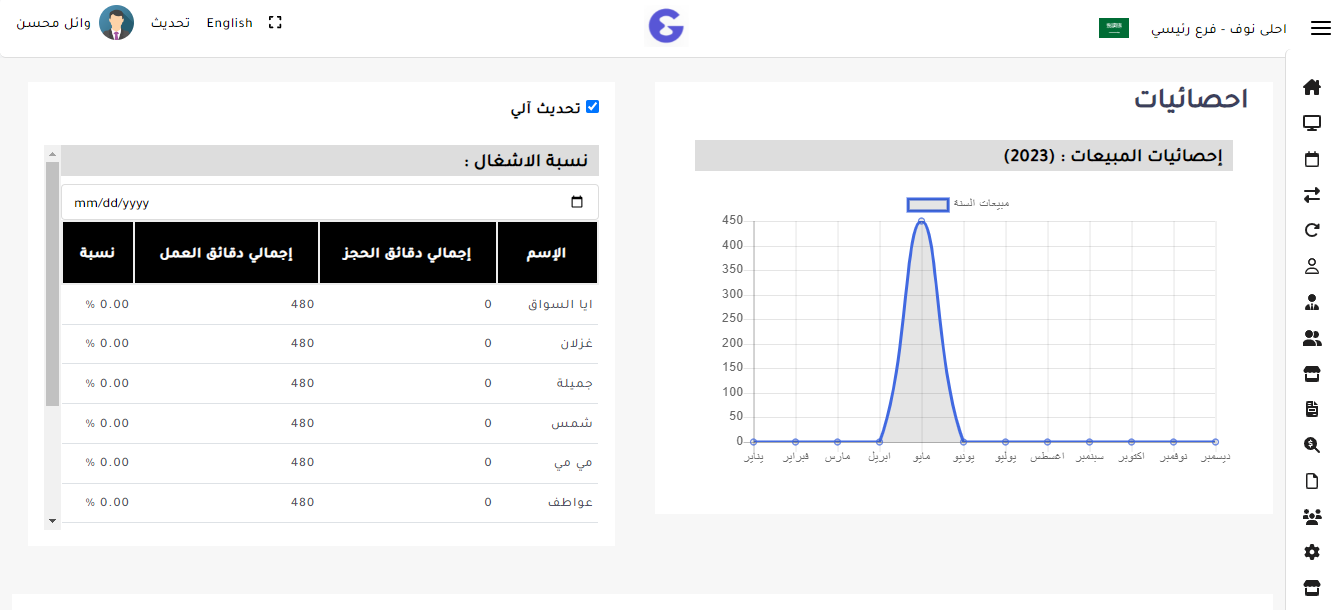 احلى نوف - فرع رئيسي
English
تحديث
وائل محسن
احصائيات
إحصائيات المبيعات : (2023)
مبيعات السنة
450
400
350
300
250
200
150
100
50
0
يناير فبراير مارس ابريل مايو يونيو يوليو اغسطس سبتمبر اكتوبر نوفمبر ديسمبر
تحديث آلي
نسبة الاشغال :
mm/dd/yyyy
الإسم إجمالي دقائق الحجز إجمالي دقائق العمل نسبة
ايا السواق 0 480 0.00 %
غزلان 0 480 0.00 %
جميلة 0 480 0.00 %
شمس 0 480 0.00 %
مي مي 0 480 0.00 %
عواطف 0 480 0.00 %